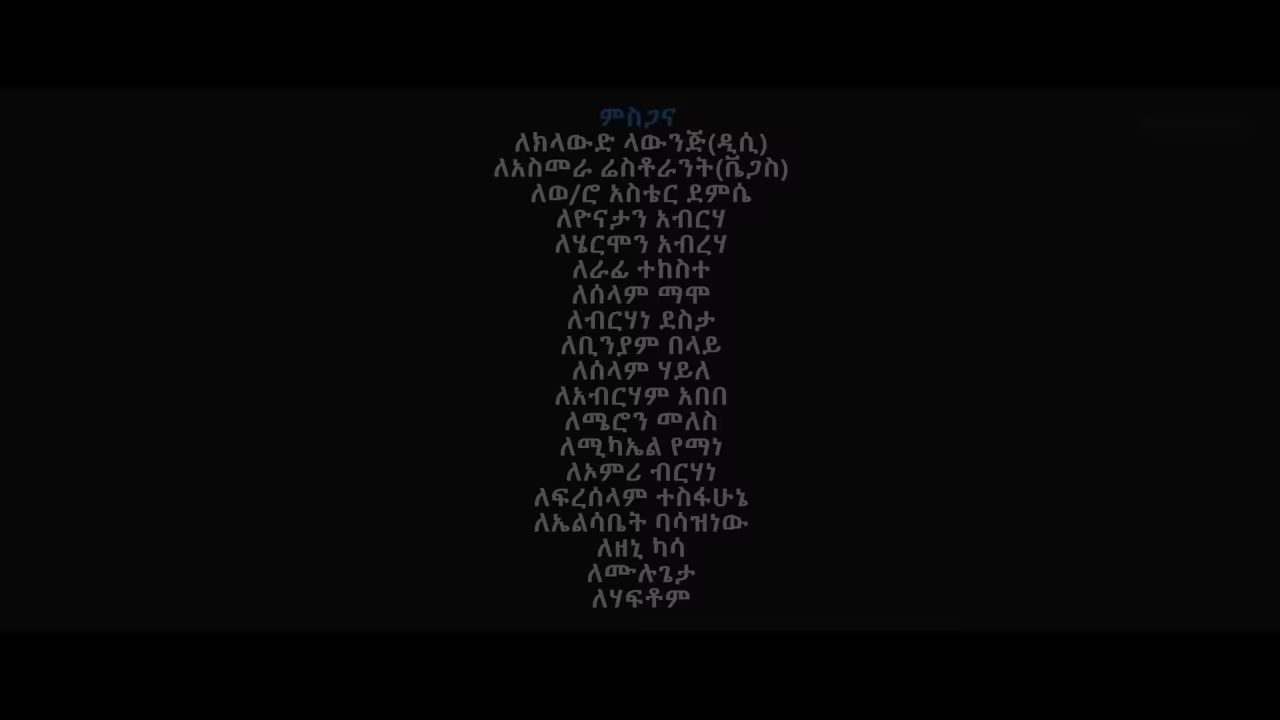 ምስጋና
ለክላውድ ላውንጅ(ዲሲ)
ለአስመራ ሬስቶራንት(ቬጋስ)
ለወ/ሮ አስቴር ደምሴ
ለዮናታን አብርሃ
ለሄርሞን አብረሃ
ለራፊ ተከስተ
ለሰላም ማሞ
ለብርሃነ ደስታ
ለቢንያም በላይ
ለሰላም ሃይለ
ለአብርሃም አበበ
ለሜሮን መለስ
ለሚካኤል የማነ
ለኦምሪ ብርሃነ
ለፍረሰላም ተስፋሁኔ
ለኤልሳቤት ባሳዝነው
ለዘኒ ካሳ
ለሙሉጌታ
ለሃፍቶም